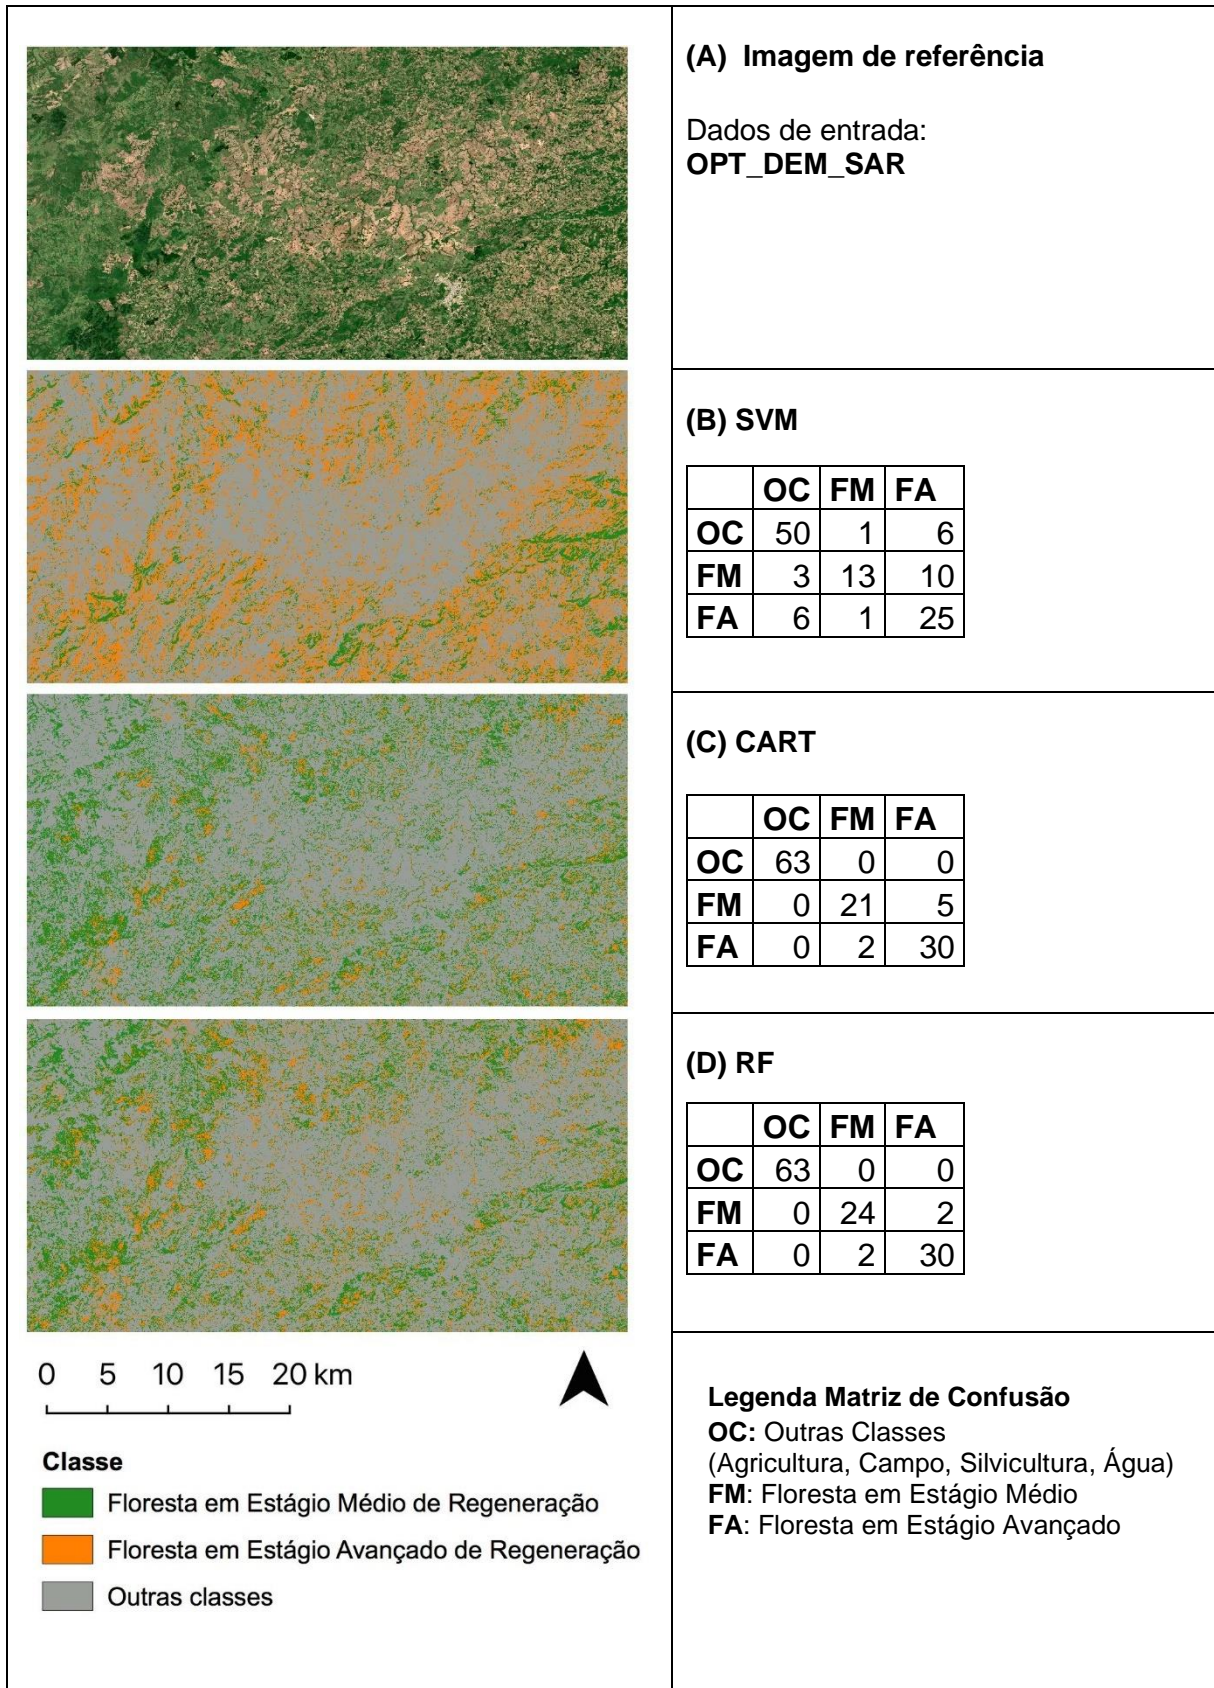 (A) Imagem de referência
Dados de entrada:
OPT_DEM_SAR
(B) SVM
OC FM FA
OC 50 1 6
FM 3 13 10
FA 6 1 25
(C) CART
OC FM FA
OC 63 0 0
FM 0 21 5
FA 0 2 30
(D) RF
OC FM FA
OC 63 0 0
FM 0 24 2
FA 0 2 30
0 5 10 15 20 km
Classe
Floresta em Estágio Médio de Regeneração
Floresta em Estágio Avançado de Regeneração
Outras classes
Legenda Matriz de Confusão
OC: Outras Classes
(Agricultura, Campo, Silvicultura, Água)
FM: Floresta em Estágio Médio
FA: Floresta em Estágio Avançado